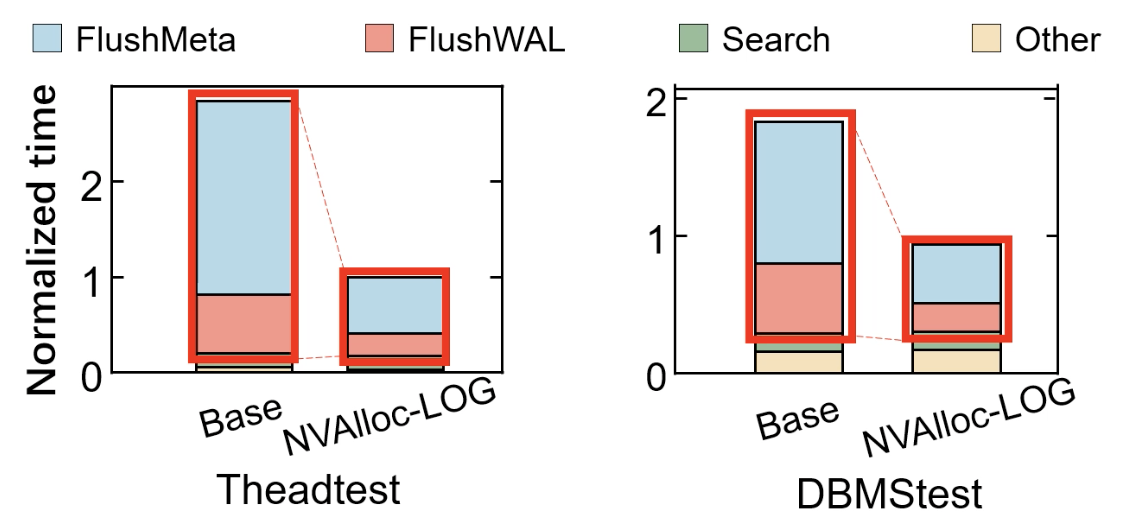 FlushMeta FlushWAL Search Other
Normalized time
2
1
0
Base NVAlloc-LOG
Theadtest
2
1
0
Base NVAlloc-LOG
DBMStest